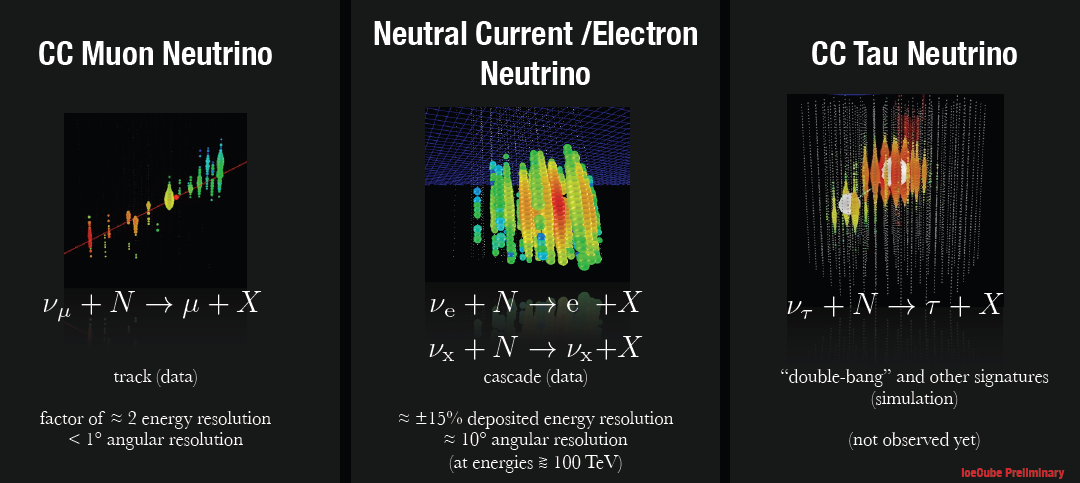 CC Muon Neutrino
ν_μ + N → μ + X
track (data)
factor of ≈ 2 energy resolution
< 1° angular resolution
Neutral Current /Electron
Neutrino
ν_e + N → e +X
ν_x + N → ν_x+X
cascade (data)
≈ ±15% deposited energy resolution
≈ 10° angular resolution
(at energies ⪆ 100 TeV)
CC Tau Neutrino
ν_τ + N → τ + X
“double-bang” and other signatures
(simulation)
(not observed yet)
IceCube Preliminary